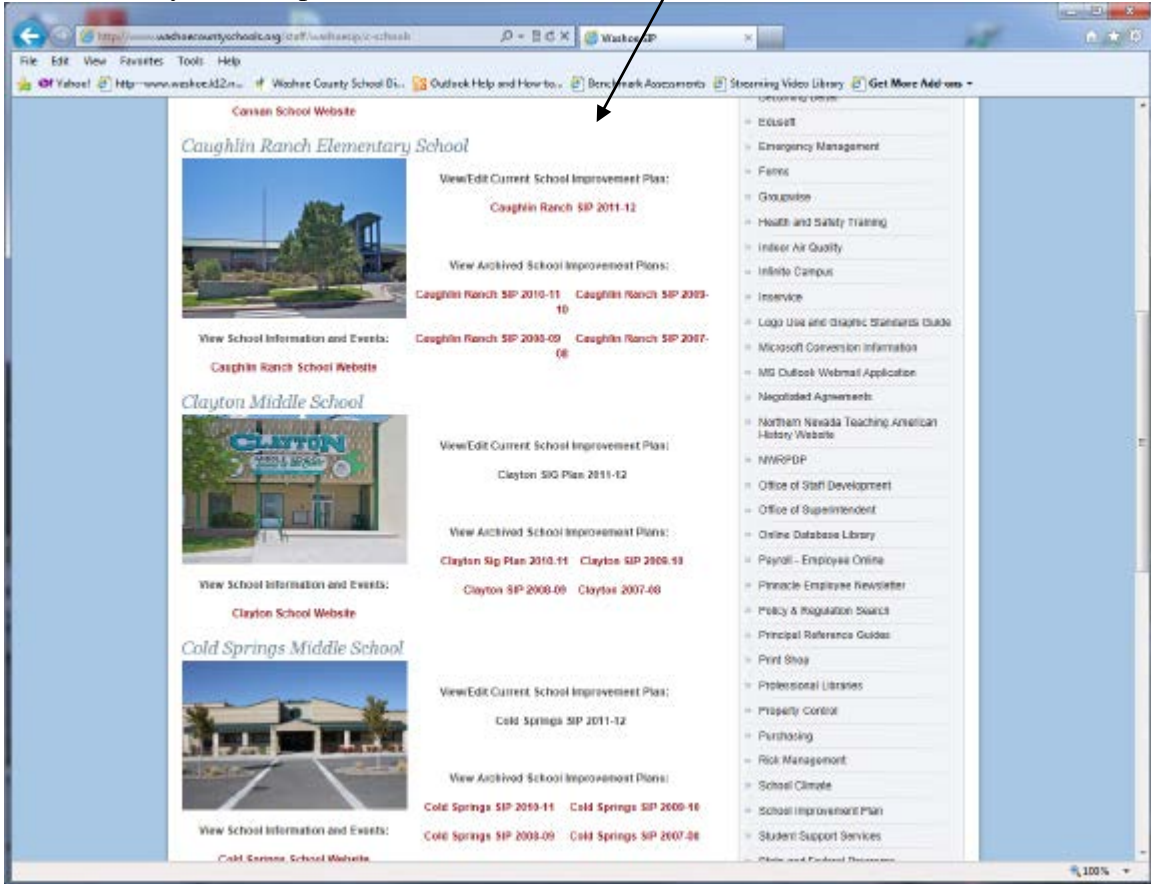 Washoe SIP
File Edit View Favorites Tools Help
Yahoo! Washoe County School Di... Outlook Help and How to... Benchmark Assessments Streaming Video Library Get More Add-ons
School Website
Caughlin Ranch Elementary School
View/Edit Current School Improvement Plan:
Caughlin Ranch SIP 2011-12
View Archived School Improvement Plans:
Caughlin Ranch SIP 2010-11 Caughlin Ranch SIP 2009-
10
Caughlin Ranch SIP 2008-09 Caughlin Ranch SIP 2007-
08
View School Information and Events:
Caughlin Ranch School Website
Clayton Middle School
CLAYTON
View/Edit Current School Improvement Plan:
Clayton SIG Plan 2011-12
View Archived School Improvement Plans:
Clayton Sig Plan 2010-11 Clayton SIP 2009-10
Clayton SIP 2008-09 Clayton 2007-08
View School Information and Events:
Clayton School Website
Cold Springs Middle School
View/Edit Current School Improvement Plan:
Cold Springs SIP 2011-12
View Archived School Improvement Plans:
Cold Springs SIP 2010-11 Cold Springs SIP 2009-10
Cold Springs SIP 2008-09 Cold Springs SIP 2007-08
View School Information and Events:
Cold Springs School Website
Edusoft
Emergency Management
Forms
Groupwise
Health and Safety Training
Indoor Air Quality
Infinite Campus
Inservice
Logo Use and Graphic Standards Guide
Microsoft Conversion Information
MS Outlook Webmail Application
Negotiated Agreements
Northern Nevada Teaching American
History Website
NWRPDP
Office of Staff Development
Office of Superintendent
Online Database Library
Payroll - Employee Online
Pinnacle Employee Newsletter
Policy & Regulation Search
Principal Reference Guides
Print Shop
Professional Libraries
Property Control
Purchasing
Risk Management
School Climate
School Improvement Plan
Student Support Services
State and Federal Programs
100%